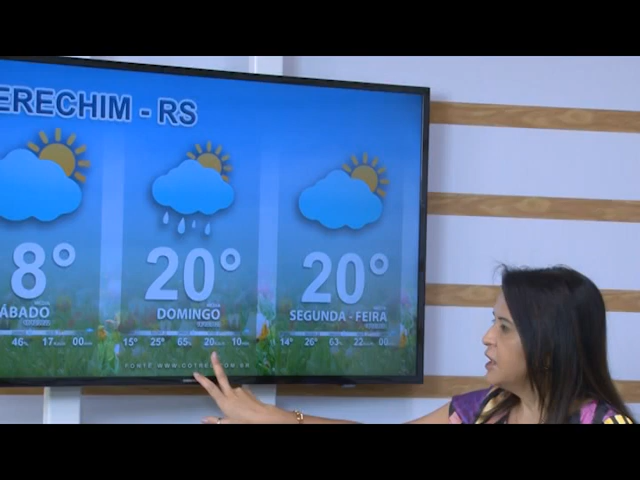 ERECHIM - RS
8°
20°
20°
ÁBADO
DOMINGO
SEGUNDA - FEIRA
46% 17 00
15° 25° 65% 20 10
14° 26° 63% 22 00